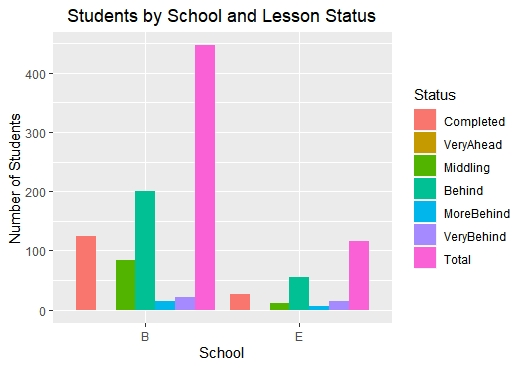 Students by School and Lesson Status
Number of Students
400
300
200
100
0
B E
School
Status
Completed
VeryAhead
Middling
Behind
MoreBehind
VeryBehind
Total